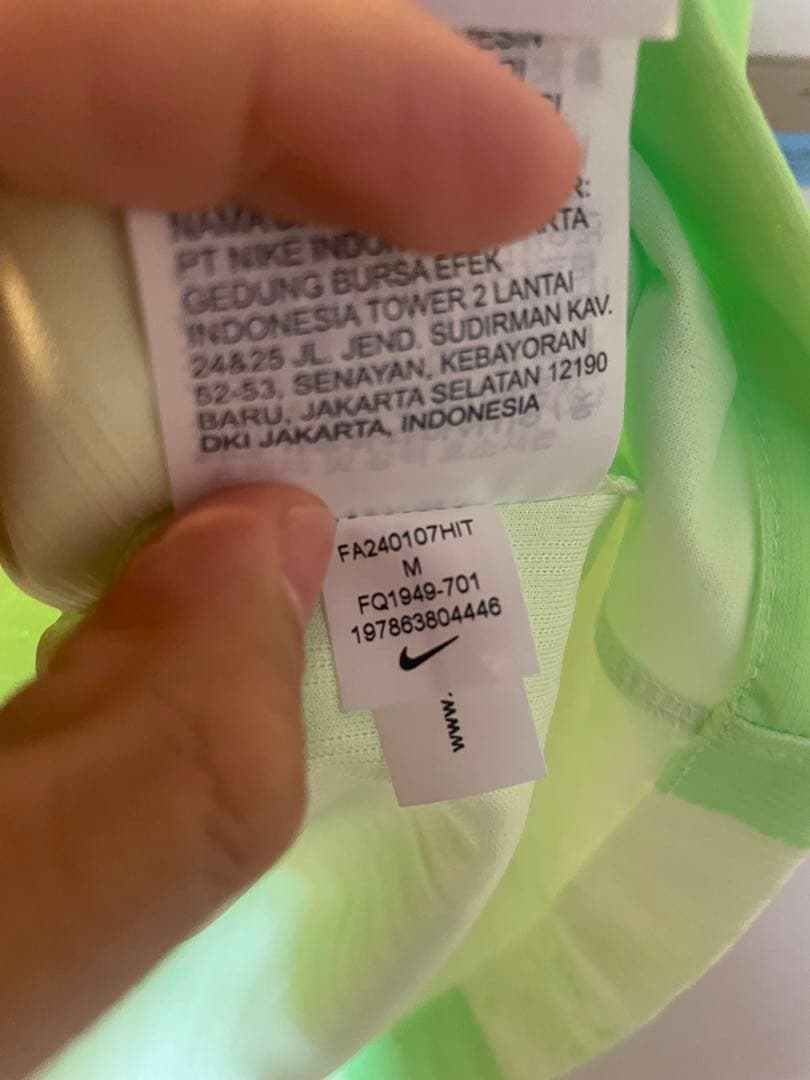 PT NIKE
GEDUNG BURSA EFEK
INDONESIA TOWER 2 LANTAI
24&25 JL. JEND. SUDIRMAN KAV.
52-53, SENAYAN, KEBAYORAN
BARU, JAKARTA SELATAN 12190
DKI JAKARTA, INDONESIA
FA240107HIT
M
FQ1949-701
197863804446
www.